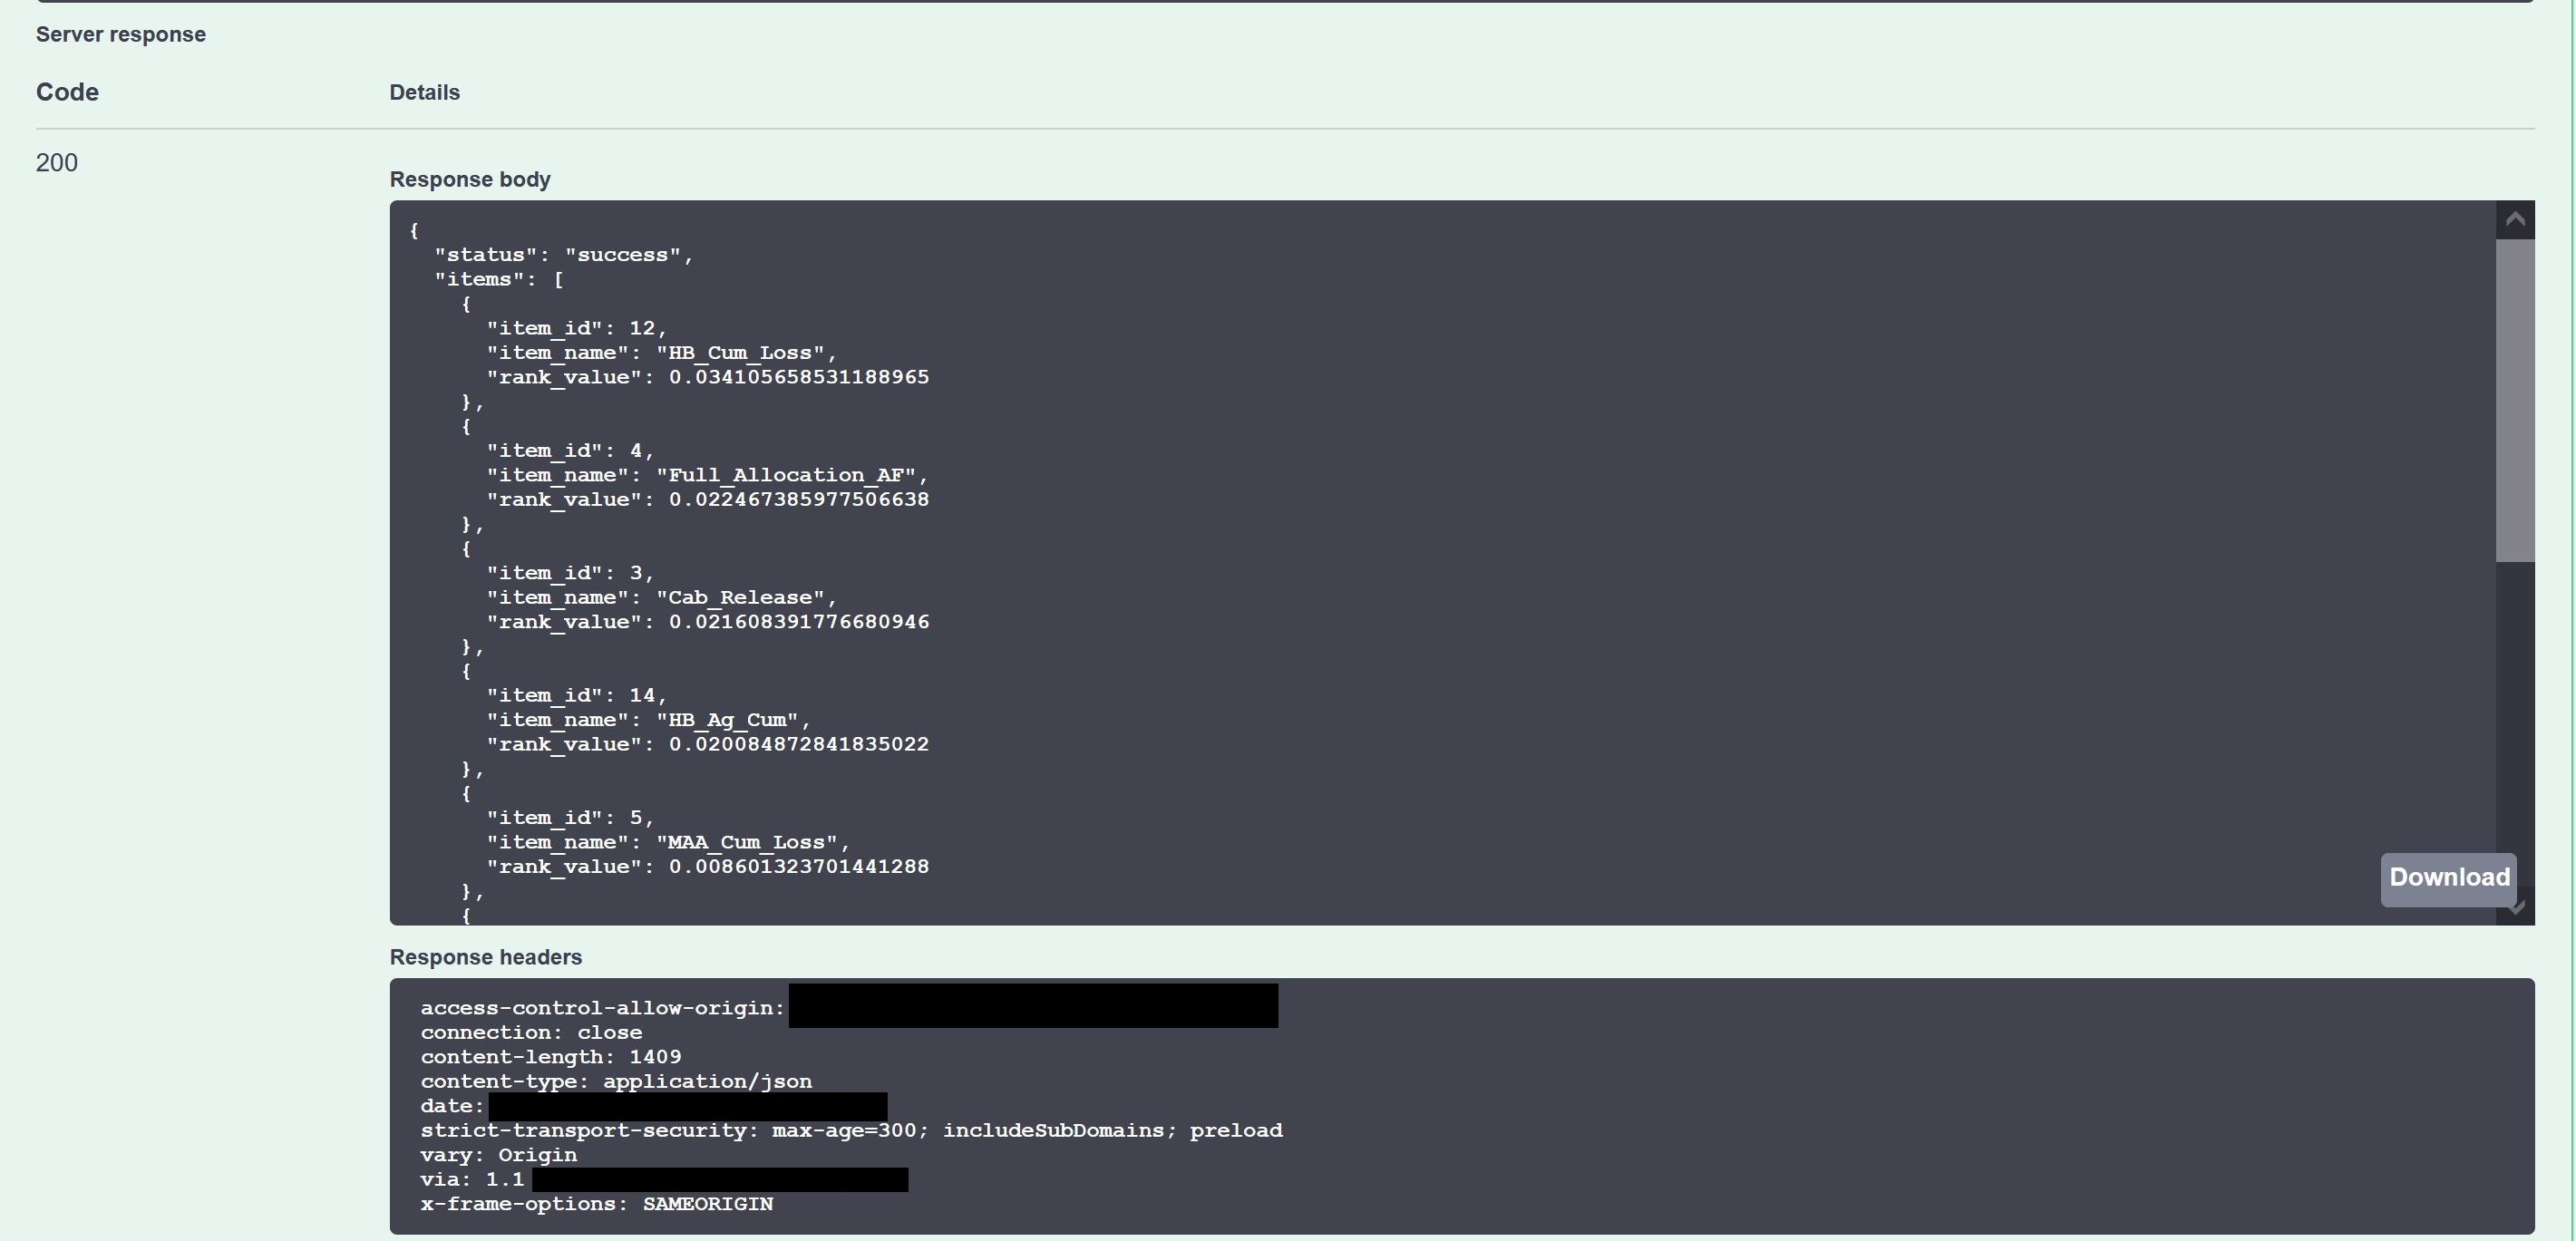 Server response
Code Details
200
Response body
{
  "status": "success",
  "items": [
    {
      "item_id": 12,
      "item_name": "HB_Cum_Loss",
      "rank_value": 0.034105658531188965
    },
    {
      "item_id": 4,
      "item_name": "Full_Allocation_AF",
      "rank_value": 0.022467385977506638
    },
    {
      "item_id": 3,
      "item_name": "Cab_Release",
      "rank_value": 0.021608391776680946
    },
    {
      "item_id": 14,
      "item_name": "HB_Ag_Cum",
      "rank_value": 0.020084872841835022
    },
    {
      "item_id": 5,
      "item_name": "MAA_Cum_Loss",
      "rank_value": 0.008601323701441288
    },
    {
Download
Response headers
access-control-allow-origin:
connection: close
content-length: 1409
content-type: application/json
date:
strict-transport-security: max-age=300; includeSubDomains; preload
vary: Origin
via: 1.1
x-frame-options: SAMEORIGIN